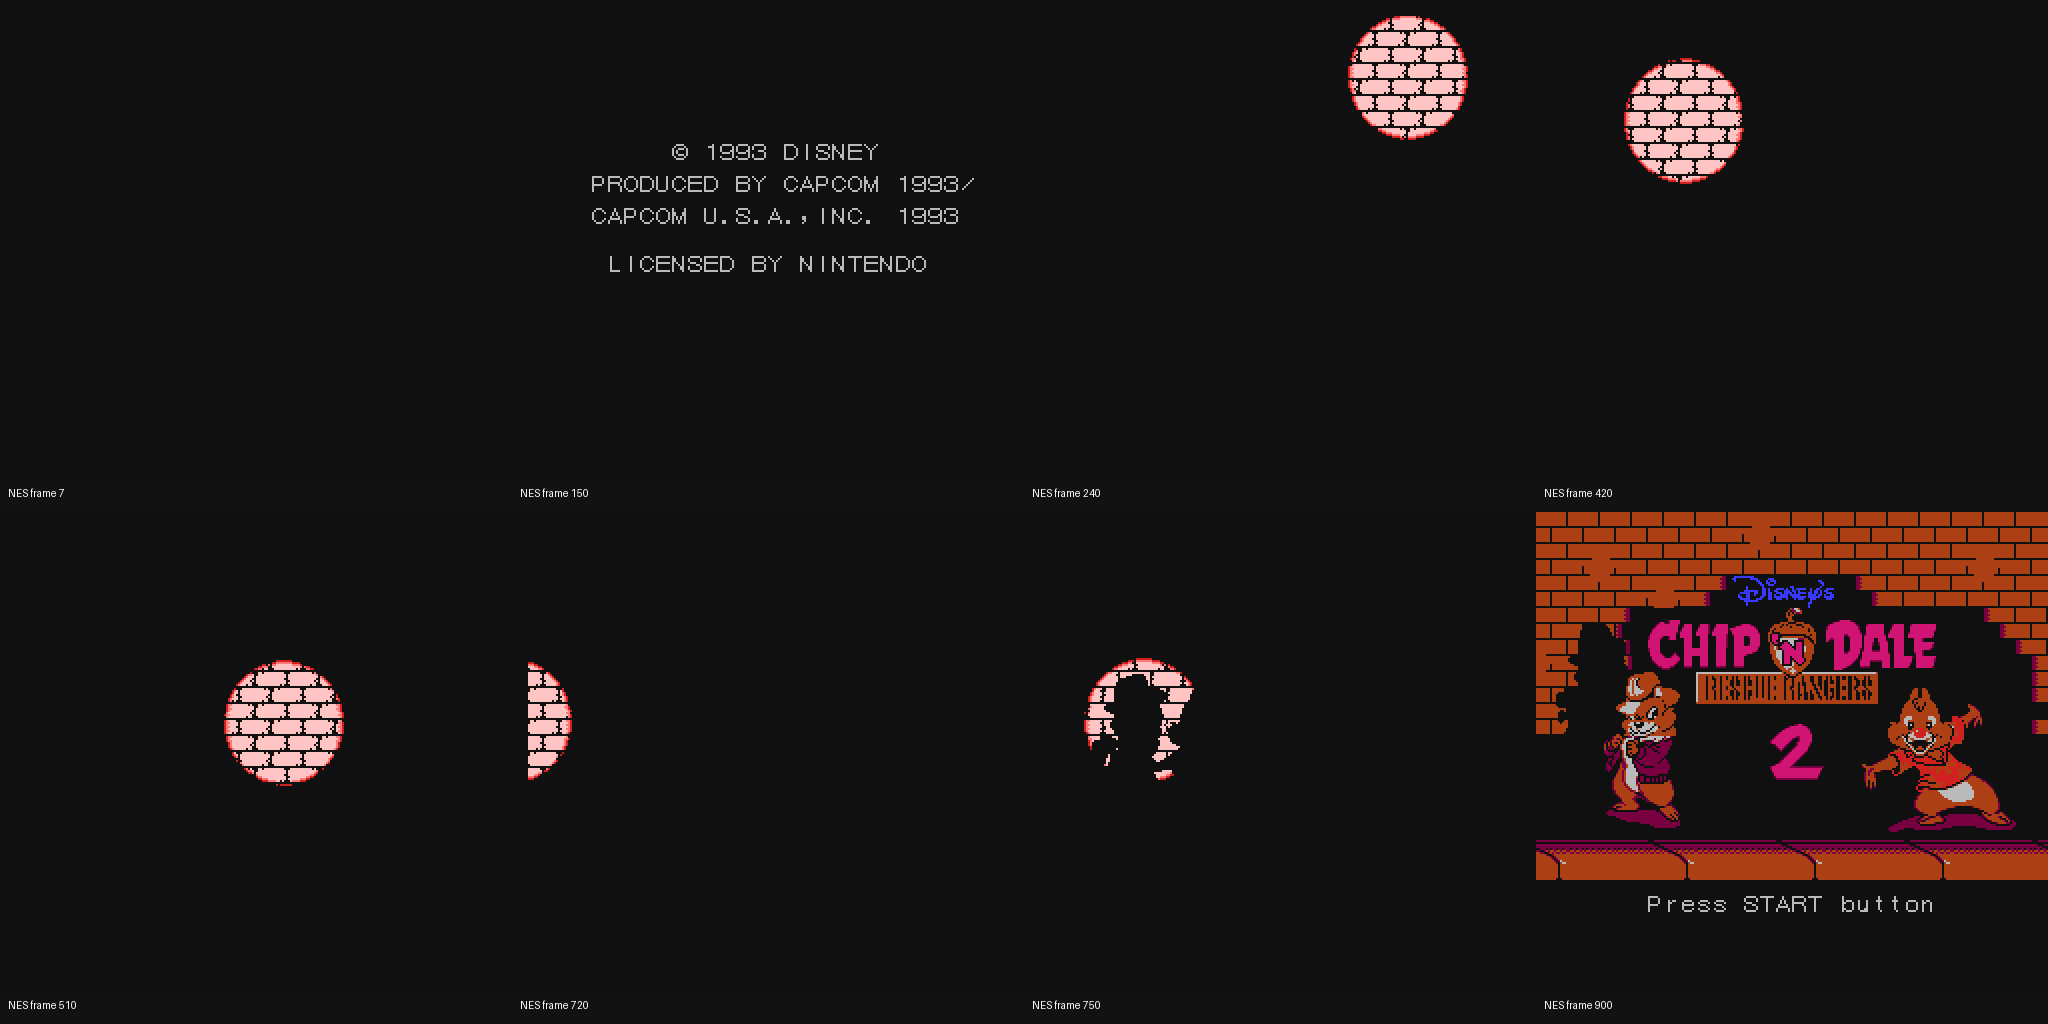 © 1993 DISNEY
PRODUCED BY CAPCOM 1993/
CAPCOM U.S.A.,INC. 1993
LICENSED BY NINTENDO
NES frame 7
NES frame 150
NES frame 240
NES frame 420
DISNEY'S
CHIP N DALE
RESCUE RANGERS
2
Press START button
NES frame 510
NES frame 720
NES frame 750
NES frame 900